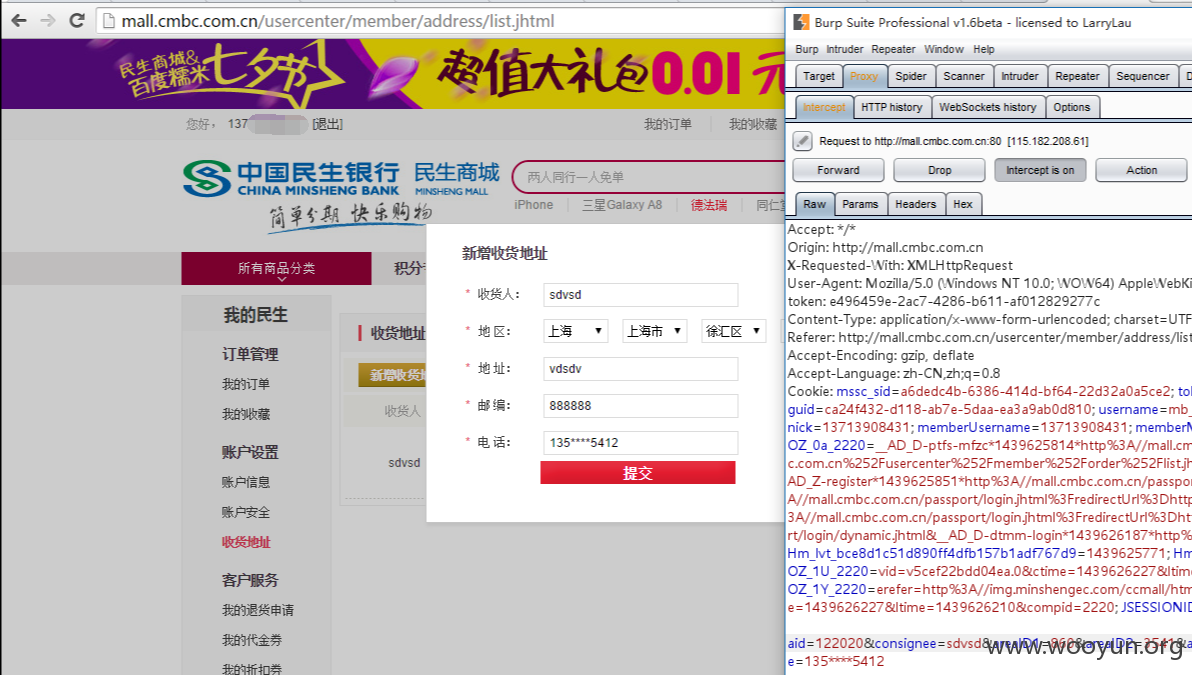 mall.cmbc.com.cn/usercenter/member/address/list.jhtml
民生商城&
百度糯米七夕节
超值大礼包0.01元
您好， 137 [退出]
我的订单 我的收藏
中国民生银行 民生商城
CHINA MINSHENG BANK MINSHENG MALL
简单分期 快乐购物
两人同行一人免单
iPhone 三星Galaxy A8 德法瑞 同仁
所有商品分类
积分
我的民生
订单管理
我的订单
我的收藏
账户设置
账户信息
账户安全
收货地址
客户服务
我的退货申请
我的代金券
我的折扣券
收货地址
新增收货地
收货人
sdvsd
新增收货地址
* 收货人： sdvsd
* 地 区： 上海 ▼ 上海市 ▼ 徐汇区 ▼
* 地 址： vdsdv
* 邮 编： 888888
* 电 话： 135****5412
提交
Burp Suite Professional v1.6beta - licensed to LarryLau
Burp Intruder Repeater Window Help
Target Proxy Spider Scanner Intruder Repeater Sequencer D
Intercept HTTP history WebSockets history Options
Request to http://mall.cmbc.com.cn:80 [115.182.208.61]
Forward Drop Intercept is on Action
Raw Params Headers Hex
Accept: */*
Origin: http://mall.cmbc.com.cn
X-Requested-With: XMLHttpRequest
User-Agent: Mozilla/5.0 (Windows NT 10.0; WOW64) AppleWebKi
token: e496459e-2ac7-4286-b611-af012829277c
Content-Type: application/x-www-form-urlencoded; charset=UTF
Referer: http://mall.cmbc.com.cn/usercenter/member/address/list
Accept-Encoding: gzip, deflate
Accept-Language: zh-CN,zh;q=0.8
Cookie: mssc_sid=a6dedc4b-6386-414d-bf64-22d32a0a5ce2; tol
guid=ca24f432-d118-ab7e-5daa-ea3a9ab0d810; username=mb_
nick=13713908431; memberUsername=13713908431; memberN
OZ_0a_2220=__AD_D-ptfs-mfzc*1439625814*http%3A//mall.cm
c.com.cn%252Fusercenter%252Fmember%252Forder%252Flist.jh
AD_Z-register*1439625851*http%3A//mall.cmbc.com.cn/passpor
A//mall.cmbc.com.cn/passport/login.jhtml%3FredirectUrl%3Dhttp
3A//mall.cmbc.com.cn/passport/login.jhtml%3FredirectUrl%3Dhtt
rt/login/dynamic.jhtml&__AD_D-dtmm-login*1439626187*http%
Hm_lvt_bce8d1c51d890ff4dfb157b1adf767d9=1439625771; Hm
OZ_1U_2220=vid=v5cef22bdd04ea.0&ctime=1439626227&ltime
OZ_1Y_2220=erefer=http%3A//img.minshengec.com/ccmall/htm
e=1439626227&ltime=1439626210&compid=2220; JSESSIONID
aid=122020&consignee=sdvsd&areaID1=860&areaID2=3541&a
e=135****5412
www.wooyun.org